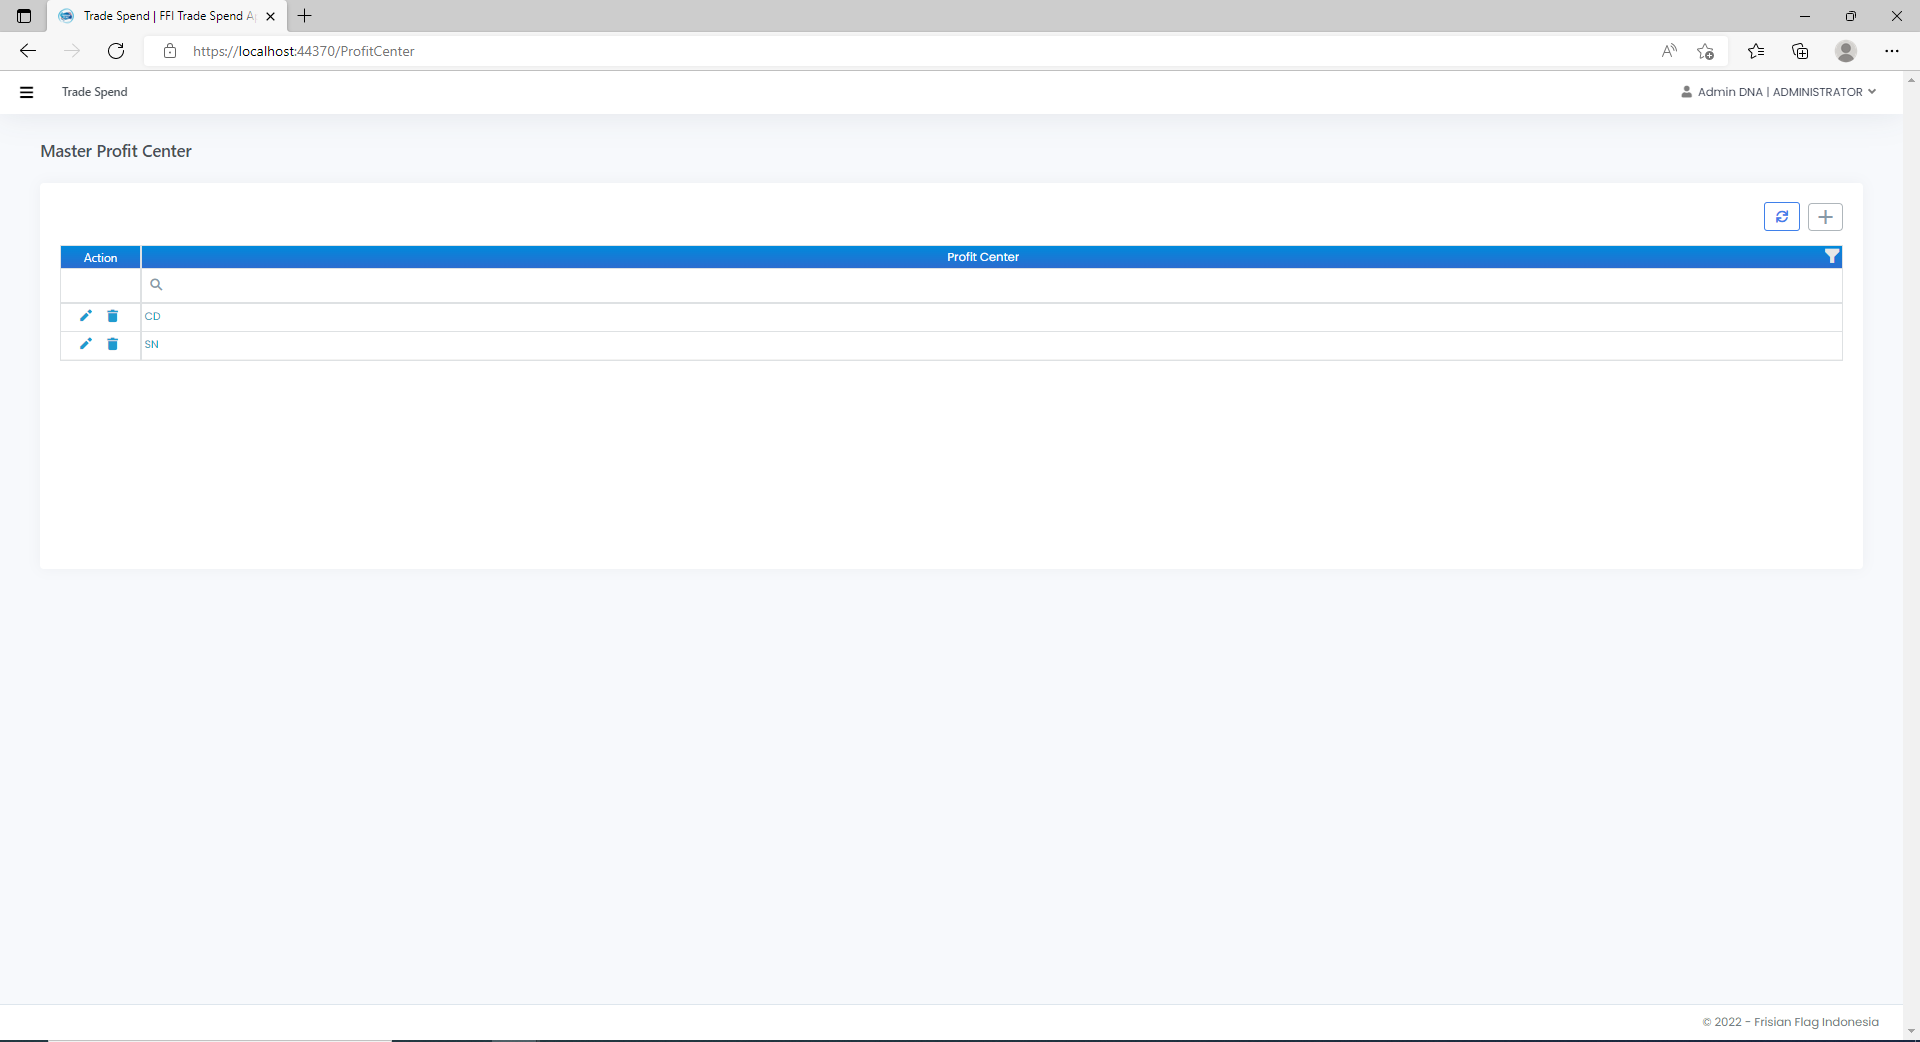 Trade Spend | FFI Trade Spend A
https://localhost:44370/ProfitCenter
Trade Spend
Admin DNA | ADMINISTRATOR
Master Profit Center
Action
Profit Center
CD
SN
© 2022 - Frisian Flag Indonesia